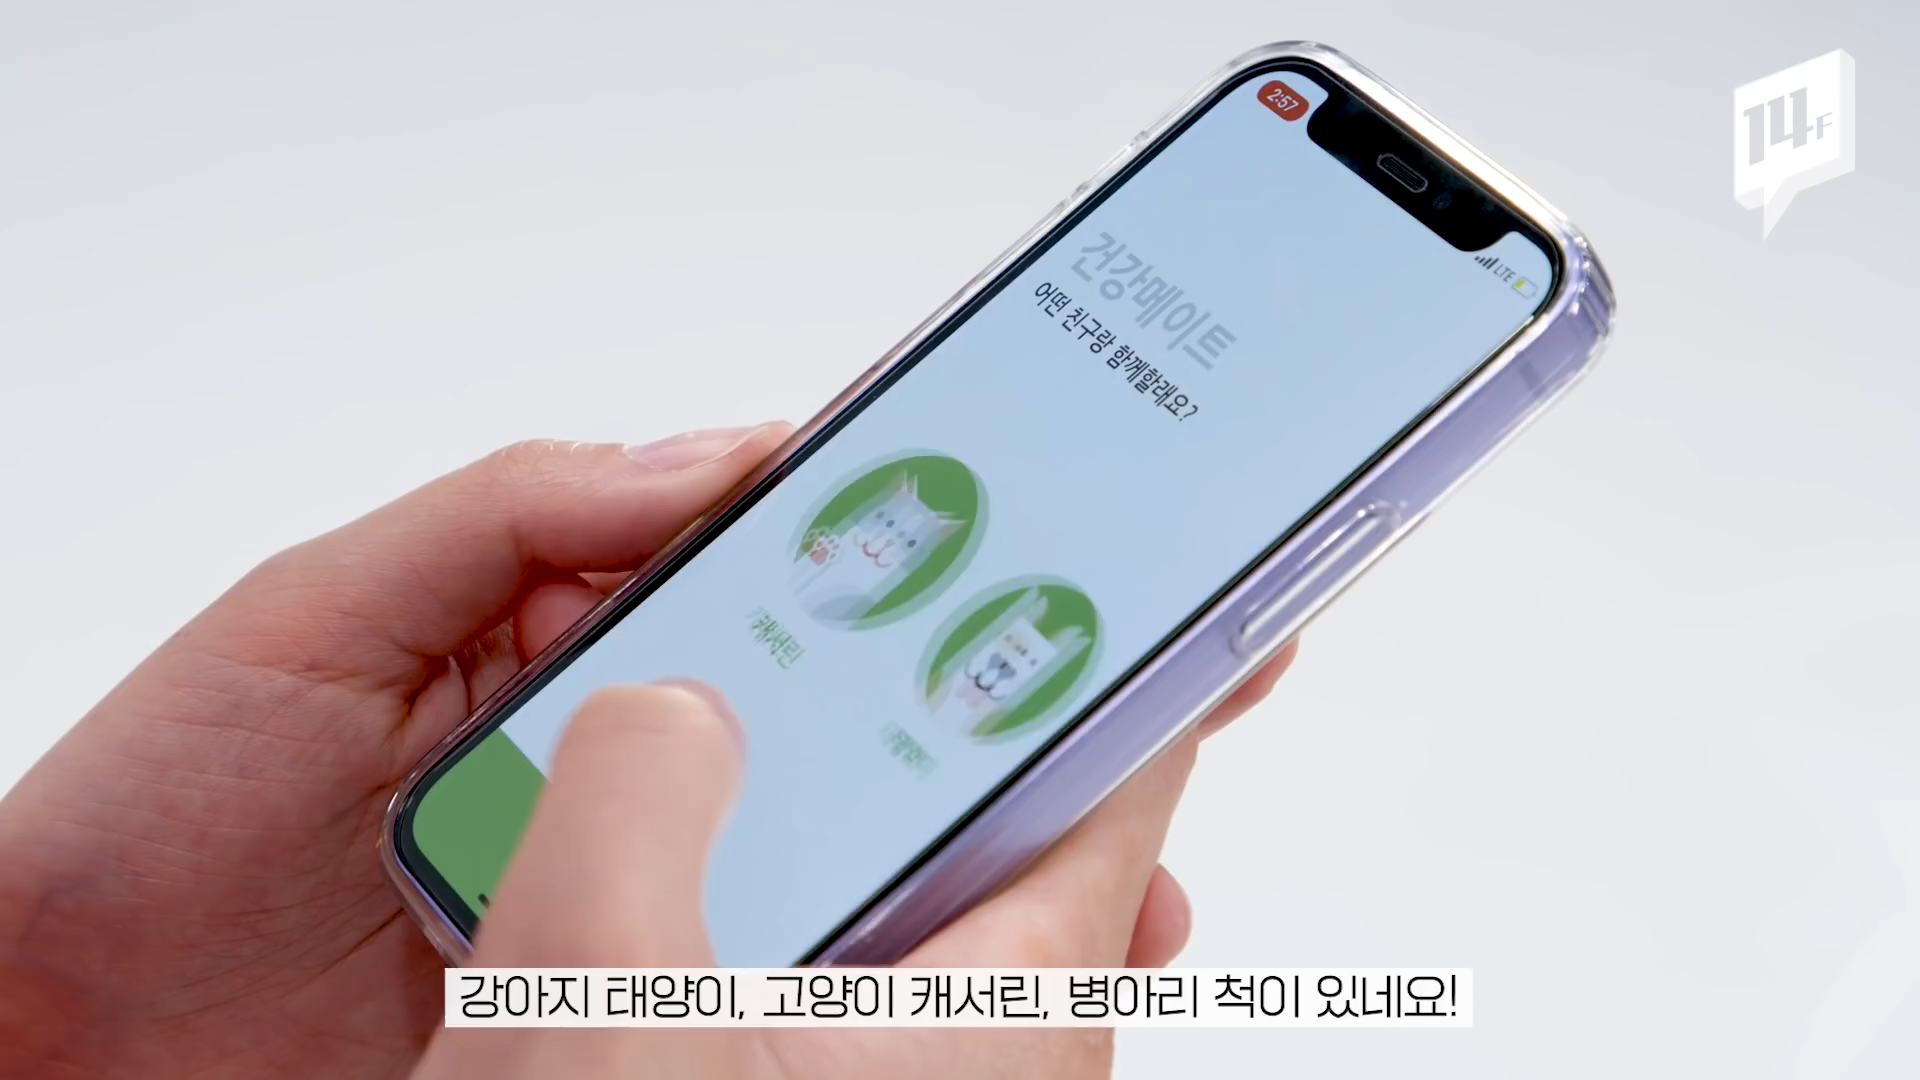 14F
2:57
LTE
건강메이트
어떤 친구랑 함께할래요?
캐서린
강아지 태양이, 고양이 캐서린, 병아리 척이 있네요!